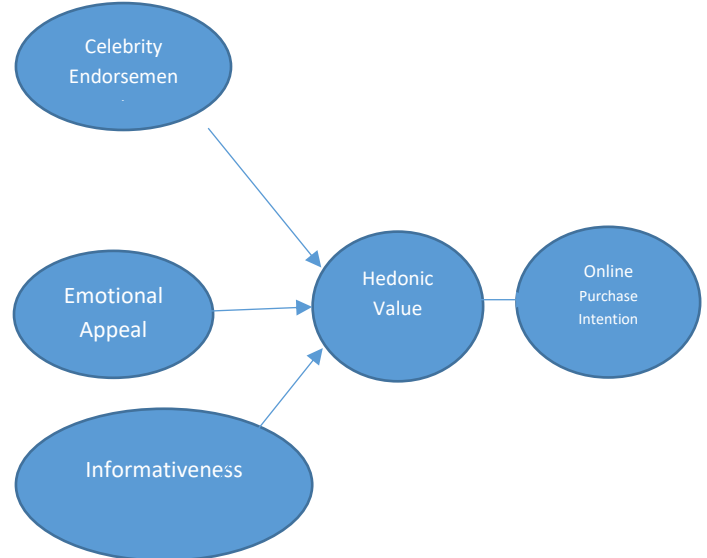 Celebrity
Endorsemen
Emotional
Appeal
Informativeness
Hedonic
Value
Online
Purchase
Intention